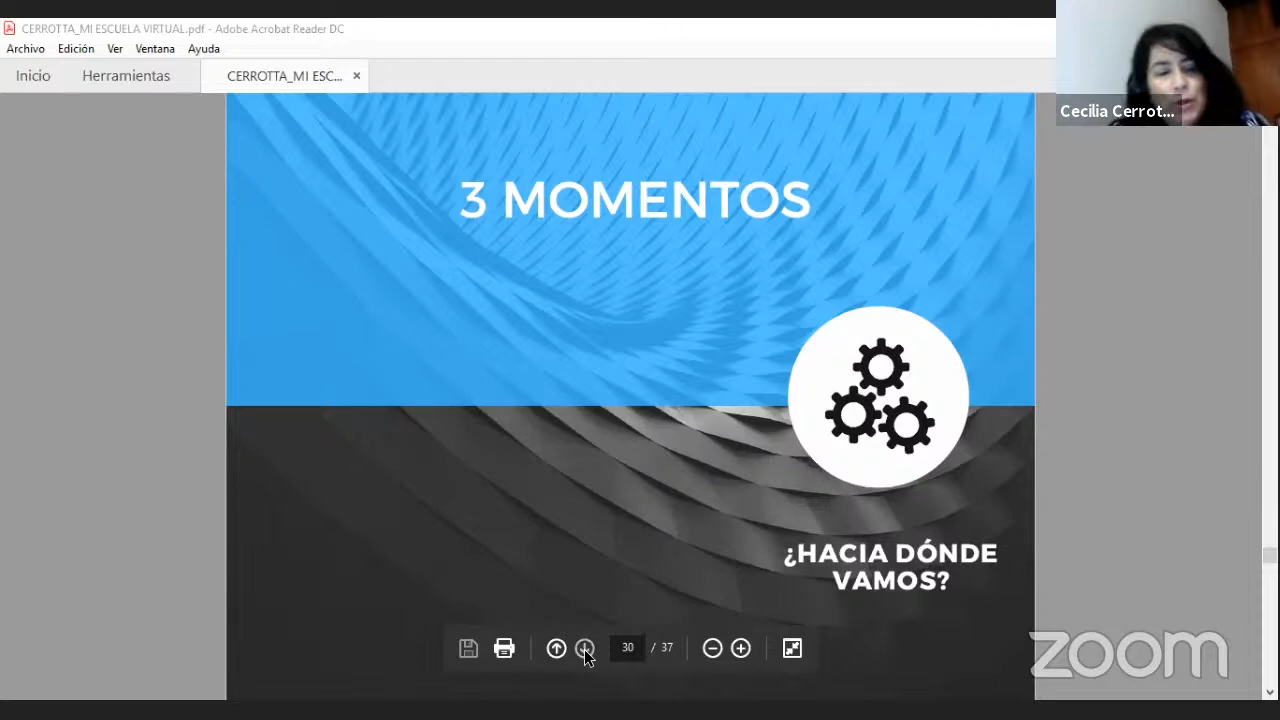 CERROTTA_MI ESCUELA VIRTUAL.pdf - Adobe Acrobat Reader DC
Archivo Edición Ver Ventana Ayuda
Inicio Herramientas CERROTTA_MI ESC... ×
Cecilia Cerrot...
3 MOMENTOS
¿HACIA DÓNDE
VAMOS?
30 / 37
zoom